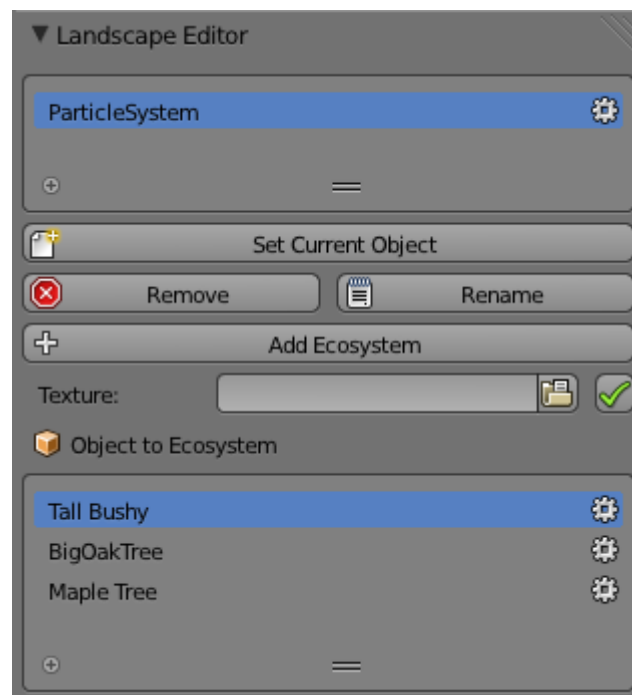 Landscape Editor
ParticleSystem
Set Current Object
Remove Rename
Add Ecosystem
Texture:
Object to Ecosystem
Tall Bushy
BigOakTree
Maple Tree